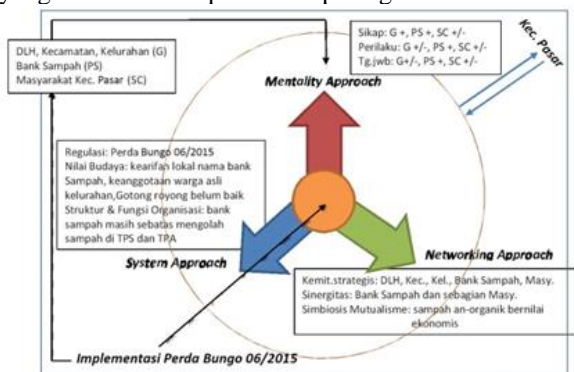 DLH, Kecamatan, Kelurahan (G)
Bank Sampah (PS)
Masyarakat Kec. Pasar (SC)
Sikap: G +, PS +, SC +/-
Perilaku: G +/-, PS +, SC +/-
Tg.jwb: G+/-, PS +, SC +/-
Kec. Pasar
Mentality Approach
Regulasi: Perda Bungo 06/2015
Nilai Budaya: kearifan lokal nama bank
Sampah, keanggotaan warga asli
kelurahan,Gotong royong belum baik
Struktur & Fungsi Organisasi: bank
sampah masih sebatas mengolah
sampah di TPS dan TPA
System Approach
Networking Approach
Kemit.strategis: DLH, Kec., Kel., Bank Sampah, Masy.
Sinergitas: Bank Sampah dan sebagian Masy.
Simbiosis Mutualisme: sampah an-organik bernilai
ekonomis
Implementasi Perda Bungo 06/2015